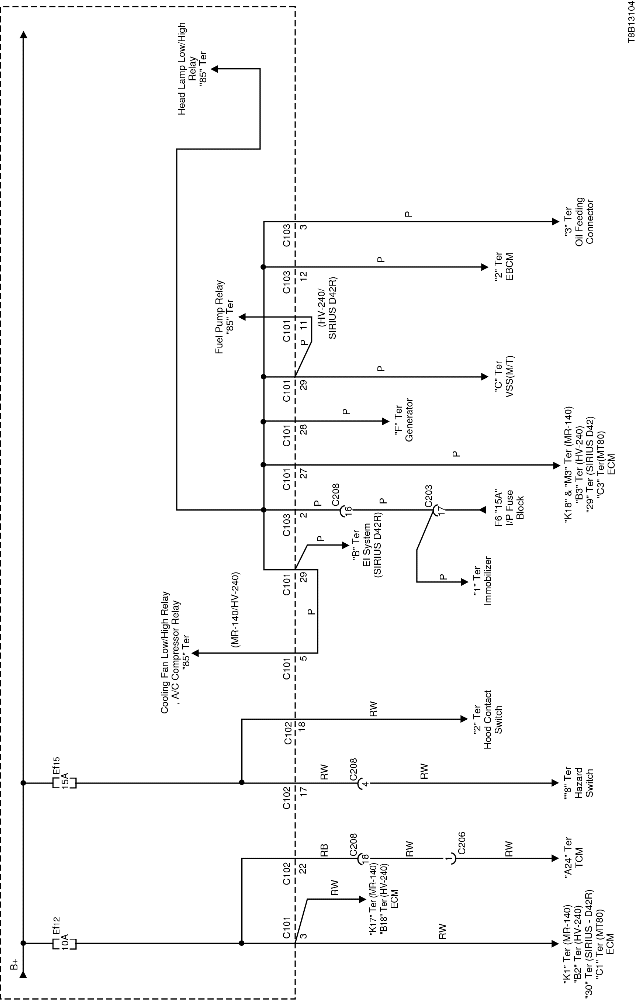 B+
Ef12
10A
Ef15
15A
Cooling Fan Low/High Relay
, A/C Compressor Relay
"85" Ter
(MR-140/HV-240)
Head Lamp Low/High
Relay
"85" Ter
Fuel Pump Relay
"85" Ter
C101
3
C102
22
C102
17
C102
18
C101
5
C101
29
C103
2
C101
27
C101
28
C101
29
C101
11
C103
12
C103
3
(HV-240/
SIRIUS D42R)
RW
RW
"K17" Ter (MR-140)
"B18" Ter (HV-240)
ECM
RB
C208
18
RW
C206
1
RW
RW
C208
4
RW
RW
P
P
P
C208
16
P
C203
17
P
P
P
P
P
P
P
"B" Ter
EI System
(SIRIUS D42R)
"K1" Ter (MR-140)
"B2" Ter (HV-240)
"30" Ter (SIRIUS - D42R)
"C1" Ter (MT80)
ECM
"A24" Ter
TCM
"8" Ter
Hazard
Switch
"2" Ter
Hood Contact
Switch
"1" Ter
Immobilizer
F6 "15A"
I/P Fuse
Block
"K16" & "M3" Ter (MR-140)
"B3" Ter (HV-240)
"29" Ter (SIRIUS D42)
"C3" Ter(MT80)
ECM
"F" Ter
Generator
"C" Ter
VSS(M/T)
"2" Ter
EBCM
"3" Ter
Oil Feeding
Connector
T8B13104